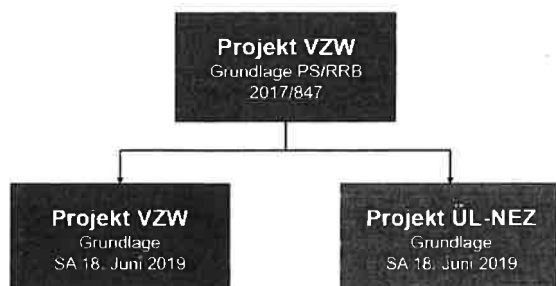 Projekt VZW
Grundlage PS/RRB
2017/847
Projekt VZW
Grundlage
SA 18. Juni 2019
Projekt ÜL-NEZ
Grundlage
SA 18. Juni 2019